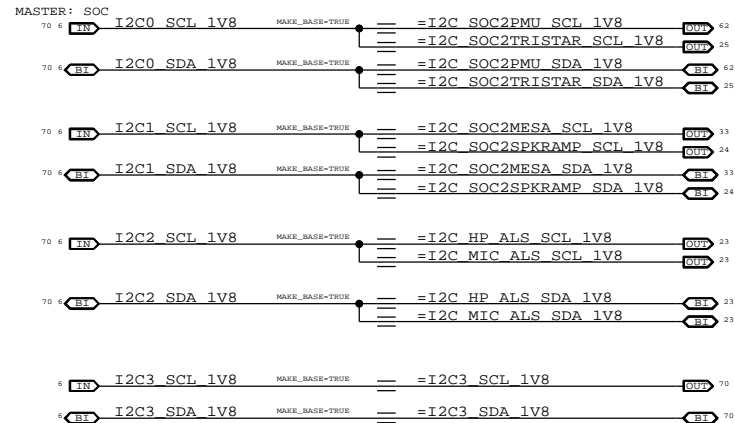 MASTER: SOC
70 6 IN I2C0_SCL_1V8 MAKE_BASE=TRUE =I2C_SOC2PMU_SCL_1V8 OUT 62
=I2C_SOC2TRISTAR_SCL_1V8 OUT 25
70 6 BI I2C0_SDA_1V8 MAKE_BASE=TRUE =I2C_SOC2PMU_SDA_1V8 BI 62
=I2C_SOC2TRISTAR_SDA_1V8 BI 25
70 6 IN I2C1_SCL_1V8 MAKE_BASE=TRUE =I2C_SOC2MESA_SCL_1V8 OUT 33
=I2C_SOC2SPKRAMP_SCL_1V8 OUT 24
70 6 BI I2C1_SDA_1V8 MAKE_BASE=TRUE =I2C_SOC2MESA_SDA_1V8 BI 33
=I2C_SOC2SPKRAMP_SDA_1V8 BI 24
70 6 IN I2C2_SCL_1V8 MAKE_BASE=TRUE =I2C_HP_ALS_SCL_1V8 OUT 23
=I2C_MIC_ALS_SCL_1V8 OUT 23
70 6 BI I2C2_SDA_1V8 MAKE_BASE=TRUE =I2C_HP_ALS_SDA_1V8 BI 23
=I2C_MIC_ALS_SDA_1V8 BI 23
6 IN I2C3_SCL_1V8 MAKE_BASE=TRUE =I2C3_SCL_1V8 OUT 70
6 BI I2C3_SDA_1V8 MAKE_BASE=TRUE =I2C3_SDA_1V8 BI 70